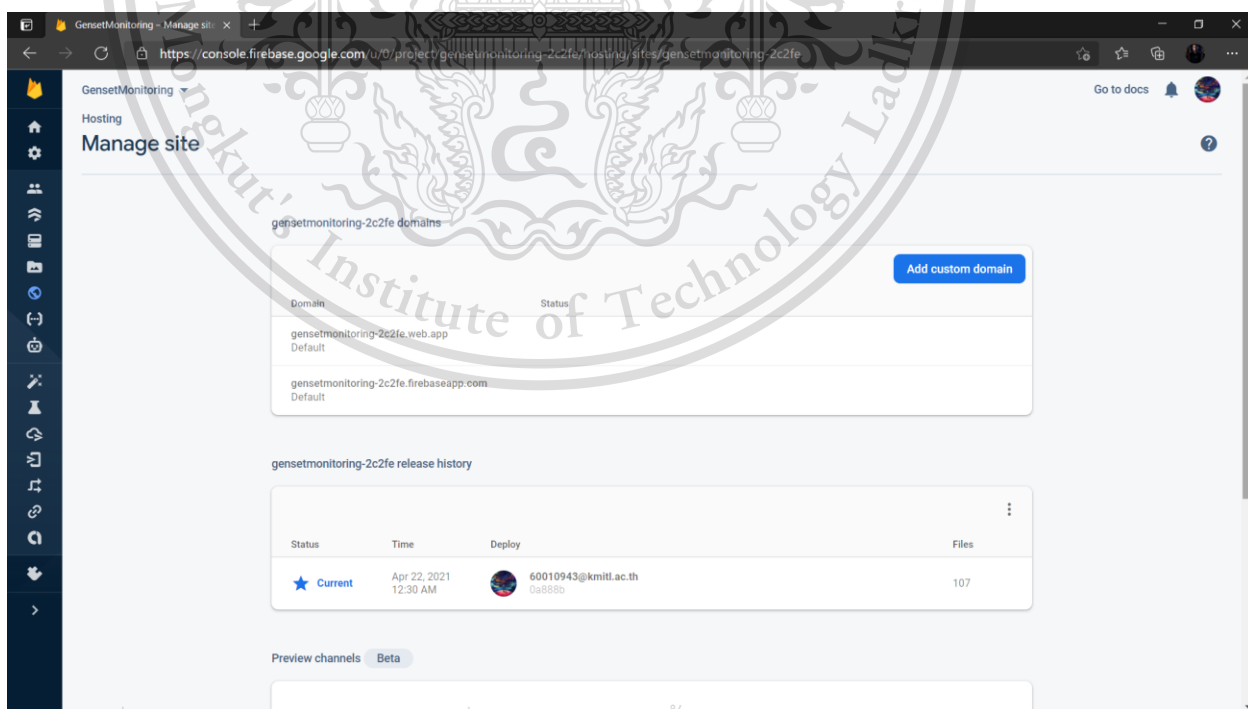 GensetMonitoring – Manage site
https://console.firebase.google.com/u/0/project/gensetmonitoring-2c2fe/hosting/sites/gensetmonitoring-2c2fe
GensetMonitoring
Go to docs
Hosting
Manage site
gensetmonitoring-2c2fe domains
Add custom domain
Domain Status
gensetmonitoring-2c2fe.web.app
Default
gensetmonitoring-2c2fe.firebaseapp.com
Default
gensetmonitoring-2c2fe release history
Status Time Deploy Files
Current Apr 22, 2021 60010943@kmitl.ac.th 107
12:30 AM 0a888b
Preview channels Beta
ongkut's Institute of Technology Ladkr